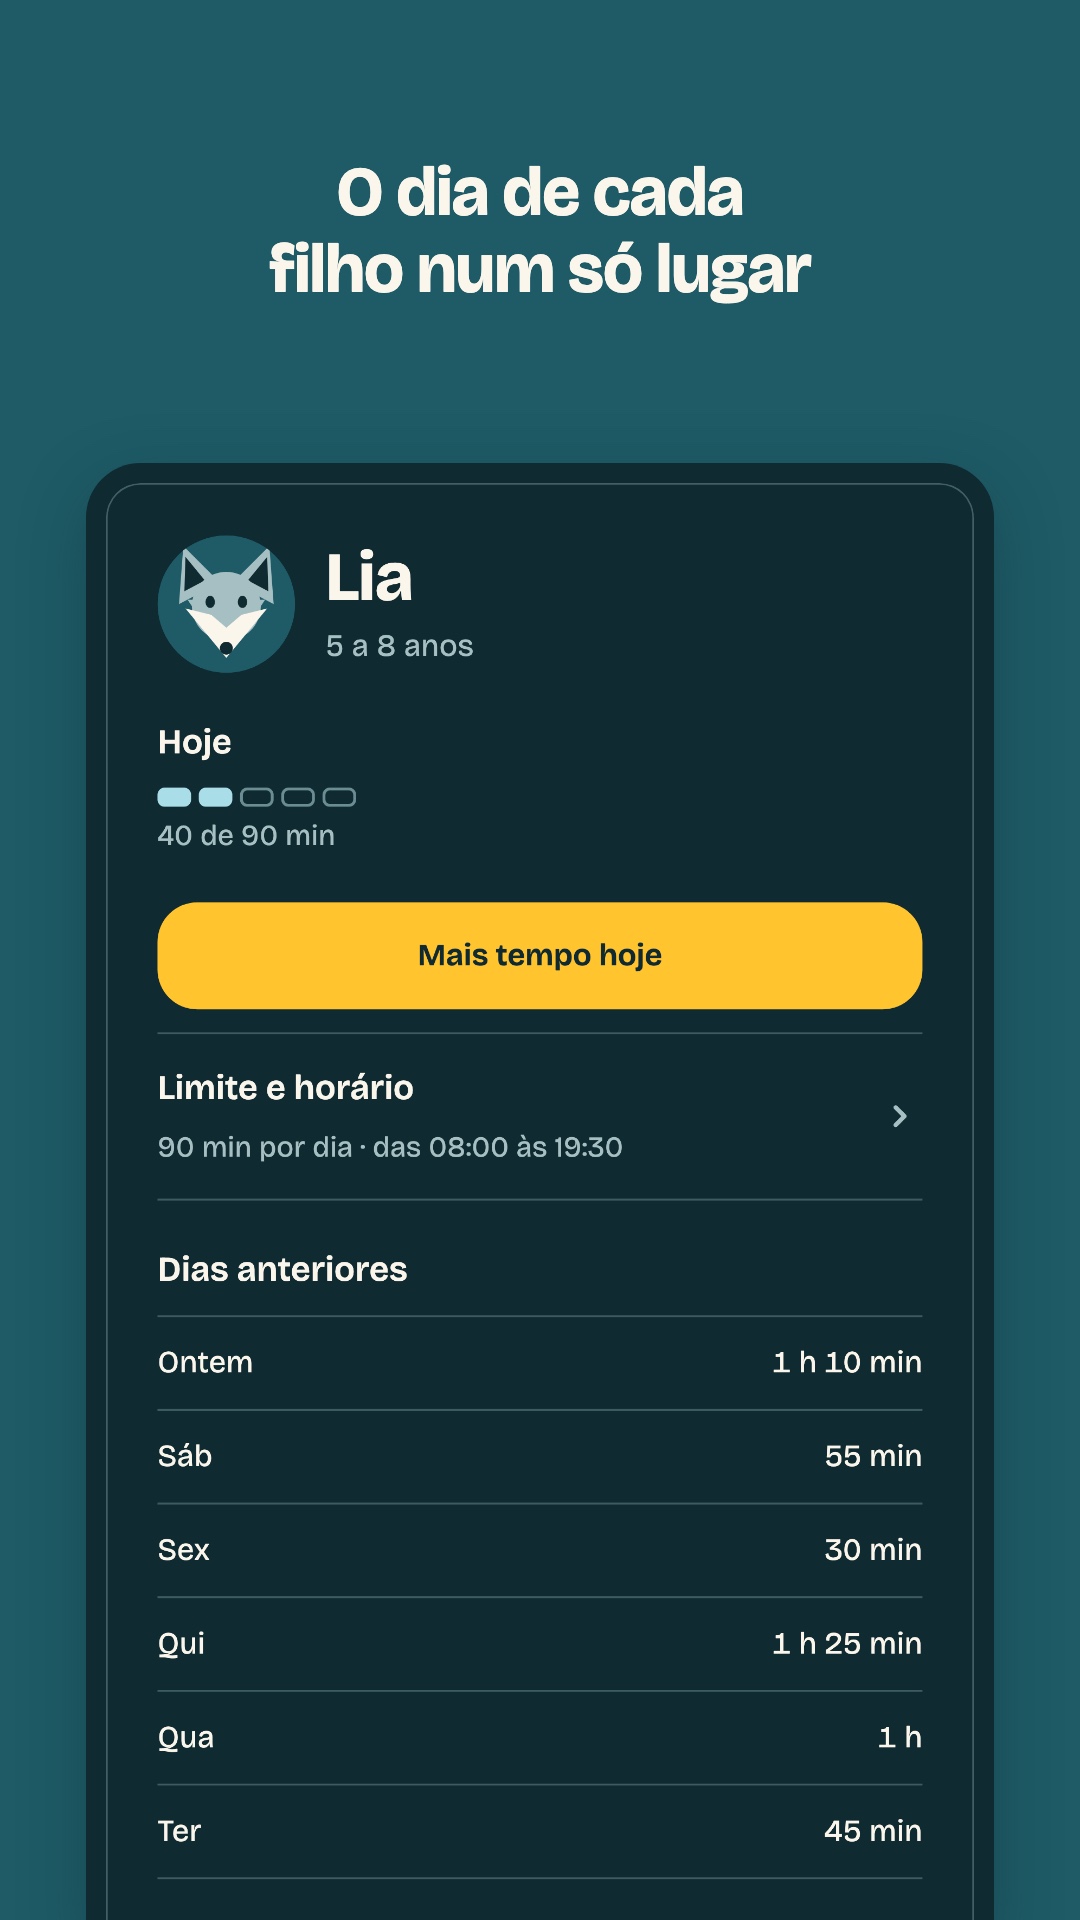 O dia de cada
filho num só lugar
Lia
5 a 8 anos
Hoje
40 de 90 min
Mais tempo hoje
Limite e horário
90 min por dia · das 08:00 às 19:30
Dias anteriores
Ontem 1 h 10 min
Sáb 55 min
Sex 30 min
Qui 1 h 25 min
Qua 1 h
Ter 45 min